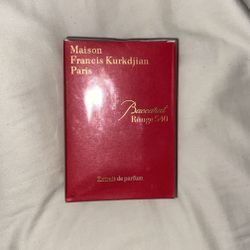 Maison
Francis Kurkdjian
Paris
Baccarat
Rouge 540
Extrait de parfum